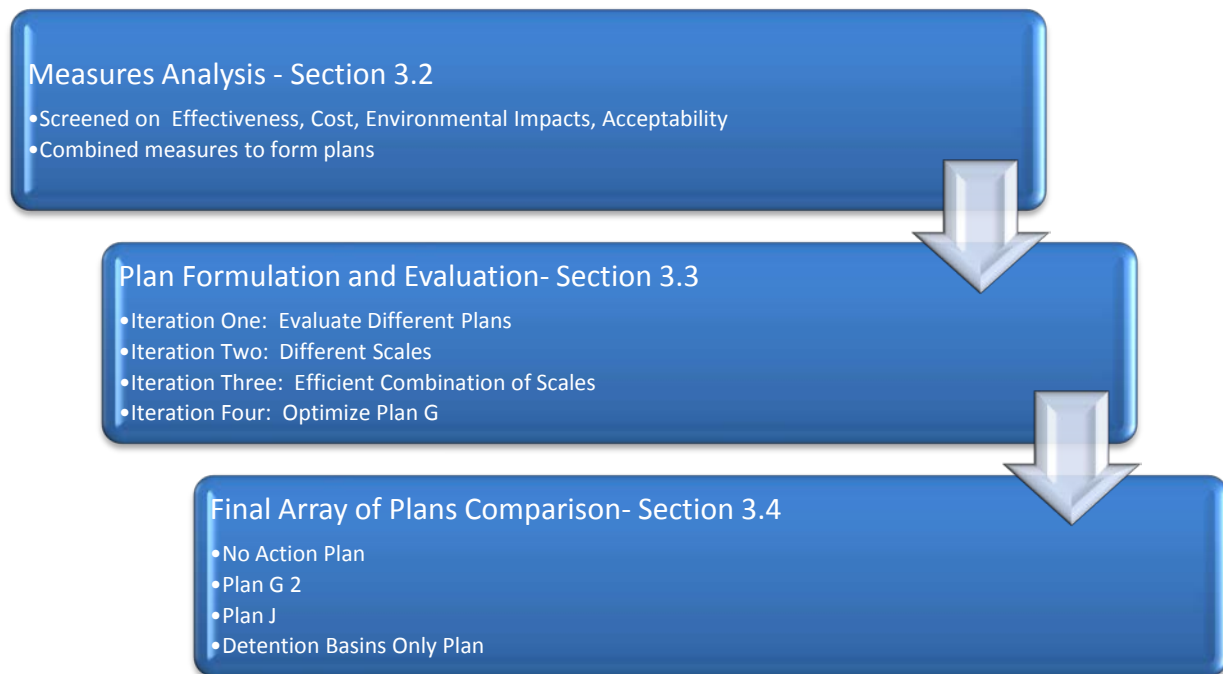 Measures Analysis - Section 3.2
•Screened on  Effectiveness, Cost, Environmental Impacts, Acceptability
•Combined measures to form plans
Plan Formulation and Evaluation- Section 3.3
•Iteration One:  Evaluate Different Plans
•Iteration Two:  Different Scales
•Iteration Three:  Efficient Combination of Scales
•Iteration Four:  Optimize Plan G
Final Array of Plans Comparison- Section 3.4
•No Action Plan
•Plan G 2
•Plan J
•Detention Basins Only Plan